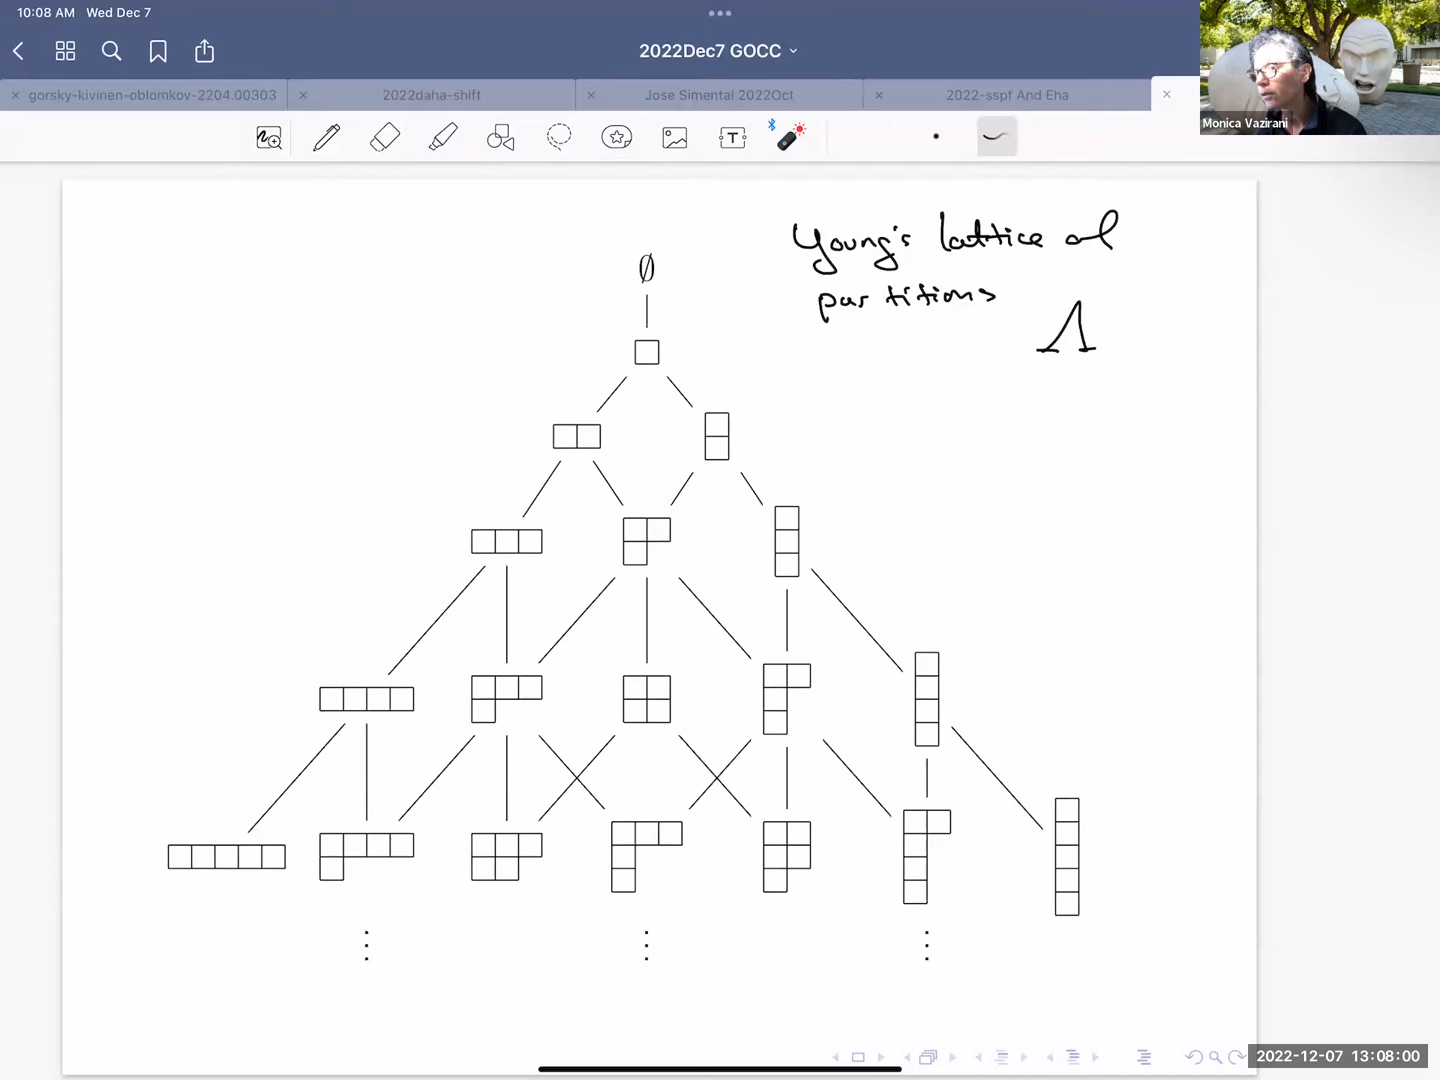 10:08 AM Wed Dec 7
2022Dec7 GOCC
gorsky-kivinen-oblomkov-2204.00303
2022daha-shift
Jose Simental 2022Oct
2022-sspf And Eha
Monica Vazirani
T
Young's lattice of
partitions
Λ
∅
2022-12-07 13:08:00